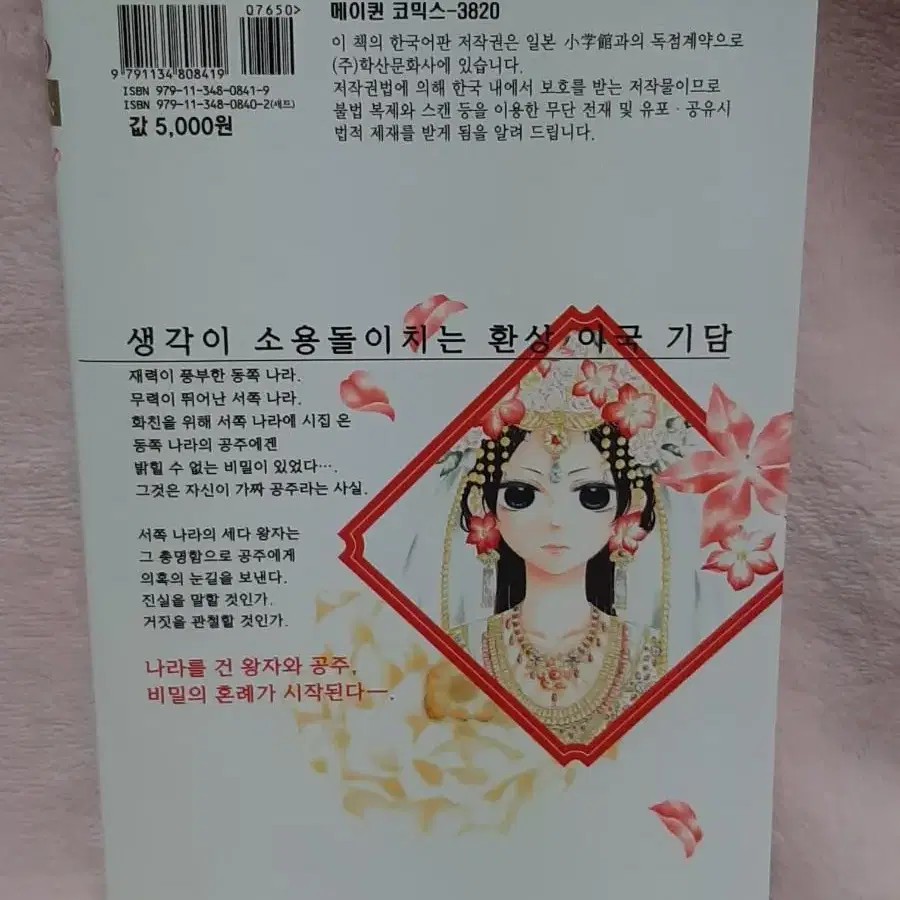 07650>
메이퀸 코믹스-3820
9 791134 808419
ISBN 979-11-348-0841-9
ISBN 979-11-348-0840-2(세트)
값 5,000원
이 책의 한국어판 저작권은 일본 小学館과의 독점계약으로
(주)학산문화사에 있습니다.
저작권법에 의해 한국 내에서 보호를 받는 저작물이므로
불법 복제와 스캔 등을 이용한 무단 전재 및 유포·공유시
법적 제재를 받게 됨을 알려 드립니다.
생각이 소용돌이치는 환상 이국 기담
재력이 풍부한 동쪽 나라.
무력이 뛰어난 서쪽 나라.
화친을 위해 서쪽 나라에 시집 온
동쪽 나라의 공주에겐
밝힐 수 없는 비밀이 있었다….
그것은 자신이 가짜 공주라는 사실.
서쪽 나라의 세다 왕자는
그 총명함으로 공주에게
의혹의 눈길을 보낸다.
진실을 말할 것인가.
거짓을 관철할 것인가.
나라를 건 왕자와 공주,
비밀의 혼례가 시작된다―.